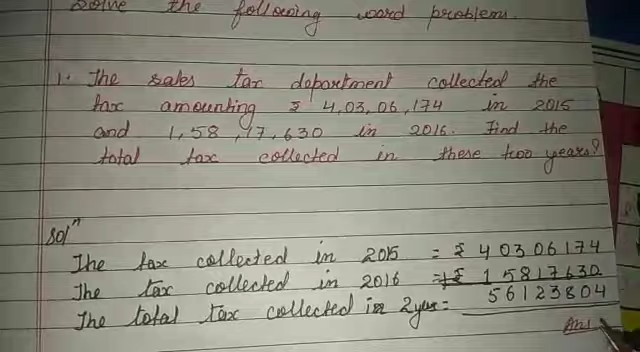 Solve the following word problems.
1. The sales tax department collected the
tax amounting ₹ 4,03,06,174 in 2015
and 1,58,17,630 in 2016. Find the
total tax collected in these two years?
Solⁿ
The tax collected in 2015 = ₹ 40306174
The tax collected in 2016 = +₹ 15817630
The total tax collected in 2 years = 56123804
Ans